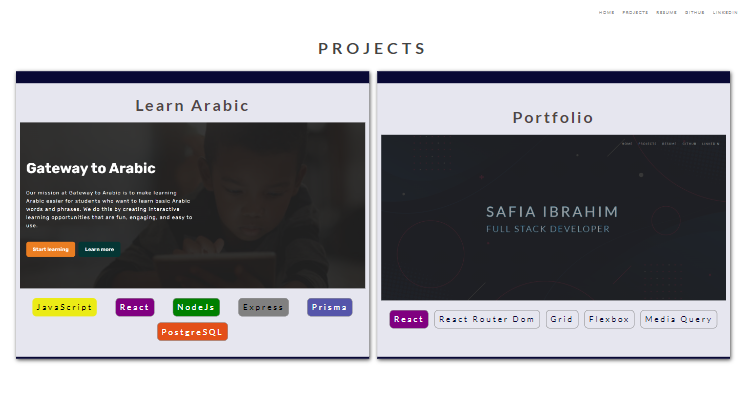 HOME PROJECTS RESUME GITHUB LINKEDIN
PROJECTS
Learn Arabic
Gateway to Arabic
Our mission at Gateway to Arabic is to make learning
Arabic easier for students who want to learn basic Arabic
words and phrases. We do this by creating interactive
learning opportunities that are fun, engaging, and easy to
use.
Start learning Learn more
JavaScript React NodeJs Express Prisma
PostgreSQL
Portfolio
HOME PROJECTS RESUME GITHUB LINKEDIN
SAFIA IBRAHIM
FULL STACK DEVELOPER
React React Router Dom Grid Flexbox Media Query